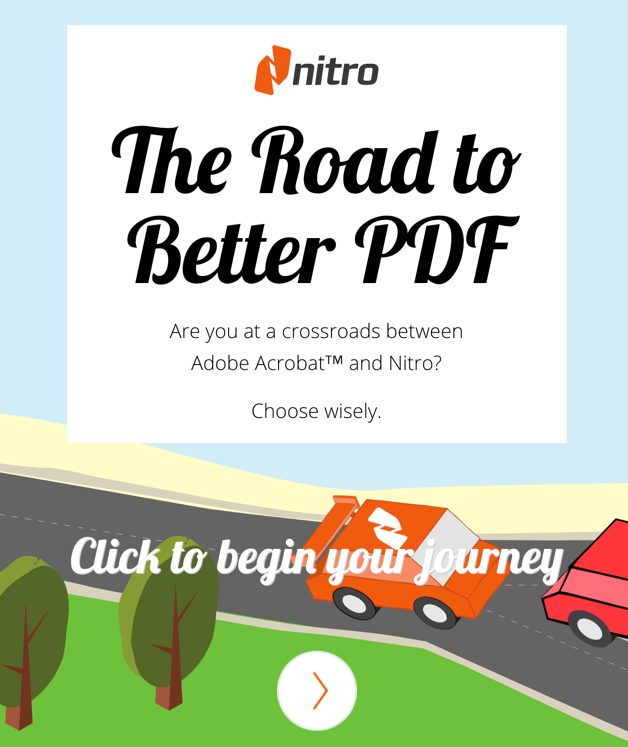 nitro
The Road to
Better PDF
Are you at a crossroads between
Adobe Acrobat™ and Nitro?
Choose wisely.
Click to begin your journey